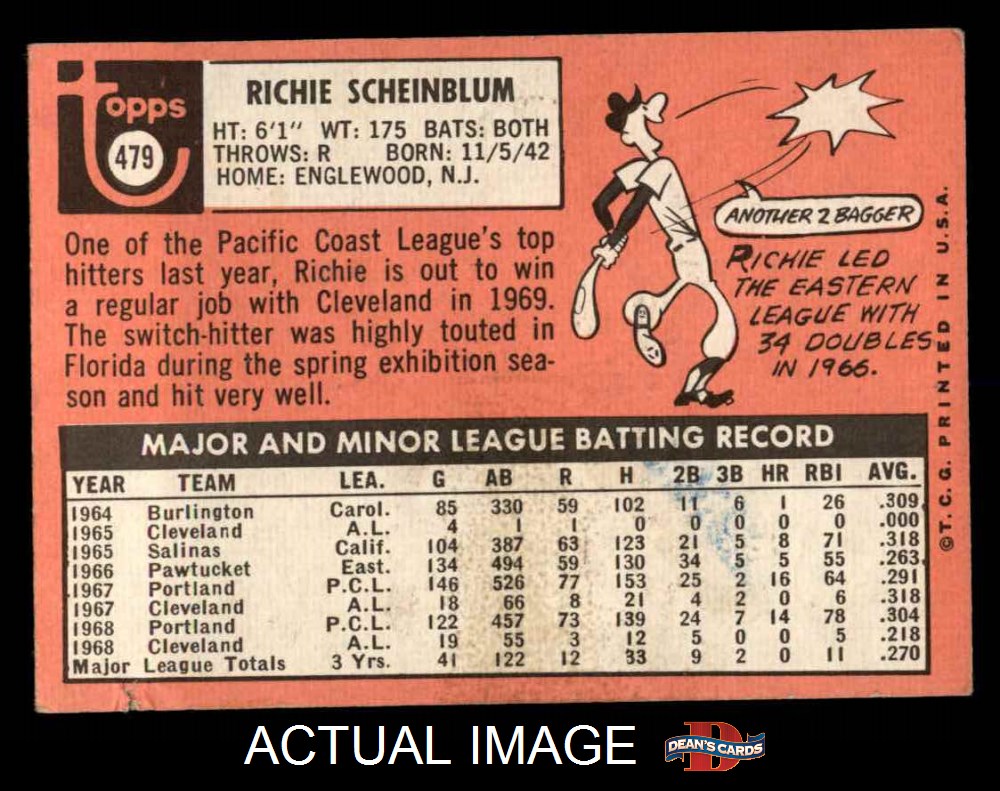 Topps
479
RICHIE SCHEINBLUM
HT: 6'1" WT: 175 BATS: BOTH
THROWS: R BORN: 11/5/42
HOME: ENGLEWOOD, N.J.
One of the Pacific Coast League's top
hitters last year, Richie is out to win
a regular job with Cleveland in 1969.
The switch-hitter was highly touted in
Florida during the spring exhibition sea-
son and hit very well.
ANOTHER 2 BAGGER
RICHIE LED
THE EASTERN
LEAGUE WITH
34 DOUBLES
IN 1966.
©T.C.G. PRINTED IN U.S.A.
MAJOR AND MINOR LEAGUE BATTING RECORD
YEAR TEAM LEA. G AB R H 2B 3B HR RBI AVG.
1964 Burlington Carol. 85 330 59 102 11 6 1 26 .309
1965 Cleveland A.L. 4 1 1 0 0 0 0 0 .000
1965 Salinas Calif. 104 387 63 123 21 5 8 71 .318
1966 Pawtucket East. 134 494 59 130 34 5 5 55 .263
1967 Portland P.C.L. 146 526 77 153 25 2 16 64 .291
1967 Cleveland A.L. 18 66 8 21 4 2 0 6 .318
1968 Portland P.C.L. 122 457 73 139 24 7 14 78 .304
1968 Cleveland A.L. 19 55 3 12 5 0 0 5 .218
Major League Totals 3 Yrs. 41 122 12 33 9 2 0 11 .270
ACTUAL IMAGE
DEAN'S CARDS